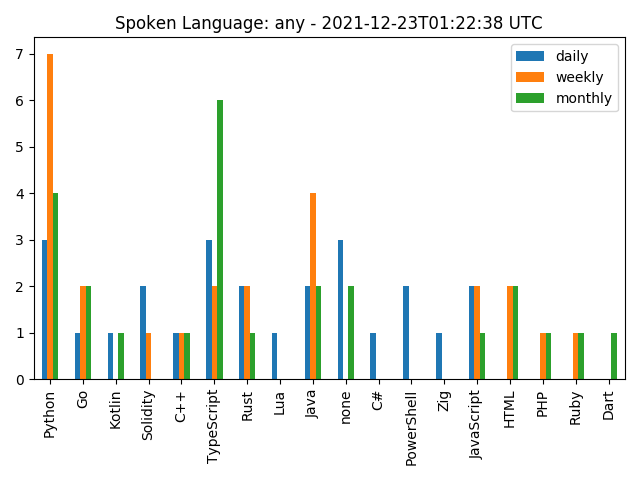 Spoken Language: any - 2021-12-23T01:22:38 UTC
daily
weekly
monthly
7
6
5
4
3
2
1
0
Python
Go
Kotlin
Solidity
C++
TypeScript
Rust
Lua
Java
none
C#
PowerShell
Zig
JavaScript
HTML
PHP
Ruby
Dart